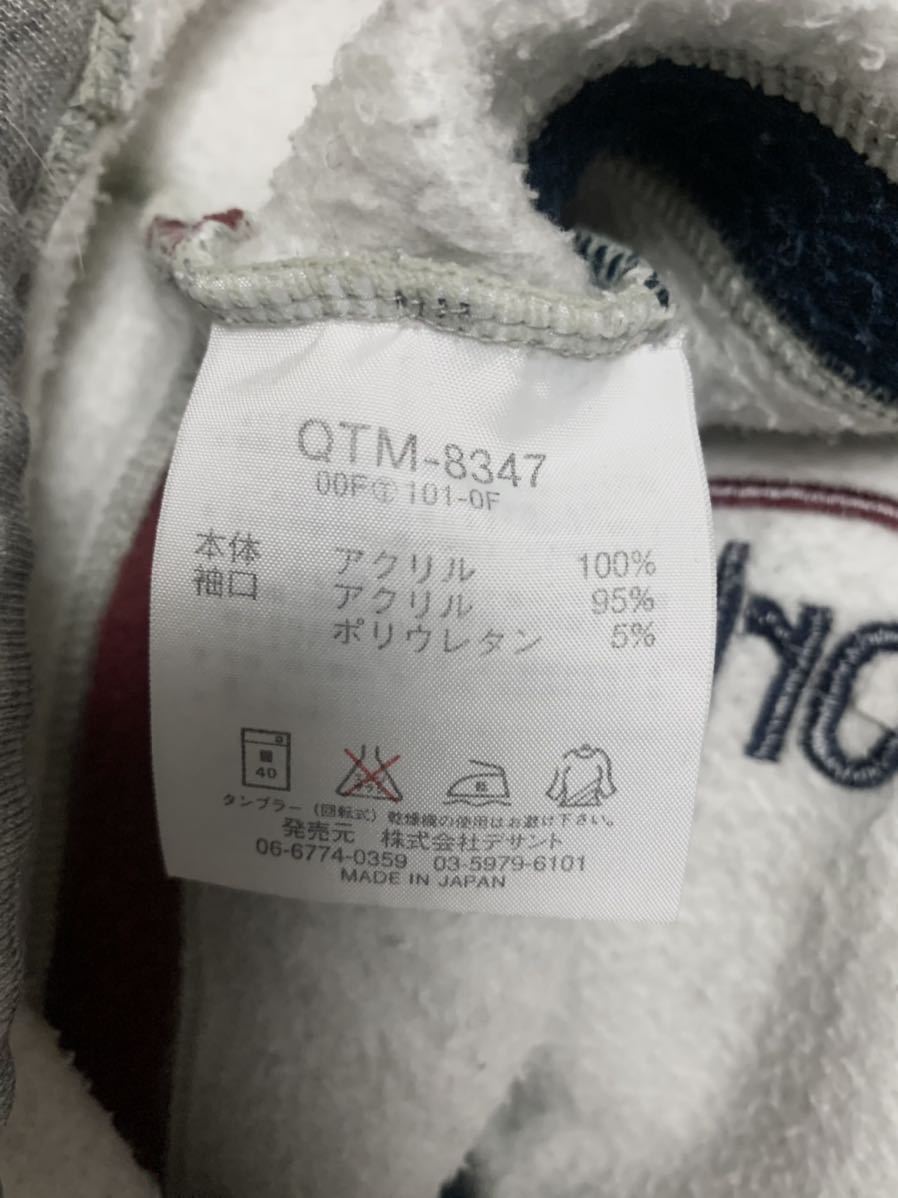 QTM-8347
00F② 101-0F
本体 アクリル 100%
袖口 アクリル 95%
ポリウレタン 5%
40
タンブラー（回転式）乾燥機の使用はお避け下さい。
発売元 株式会社デサント
06-6774-0359 03-5979-6101
MADE IN JAPAN